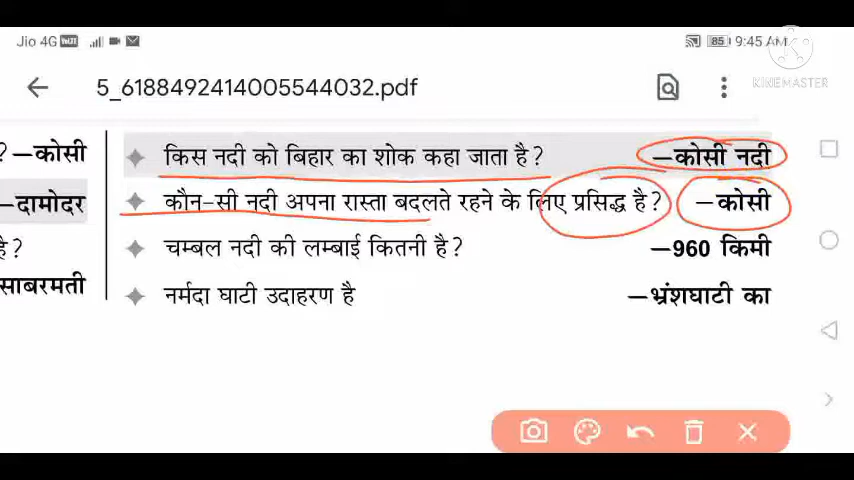 Jio 4G VoLTE 85 9:45 AM
KINEMASTER
5_6188492414005544032.pdf
? —कोसी
—दामोदर
है?
साबरमती
किस नदी को बिहार का शोक कहा जाता है? —कोसी नदी
कौन-सी नदी अपना रास्ता बदलते रहने के लिए प्रसिद्ध है? —कोसी
चम्बल नदी की लम्बाई कितनी है? —960 किमी
नर्मदा घाटी उदाहरण है —भ्रंशघाटी का